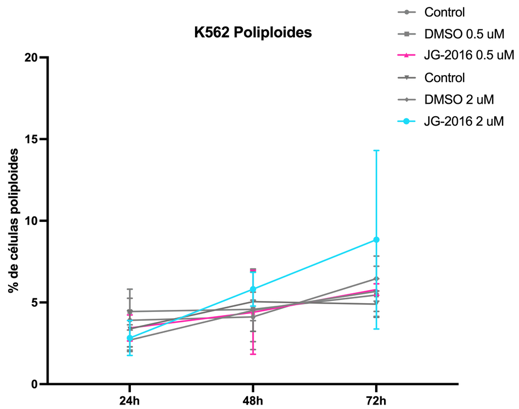 K562 Poliploides
Control
DMSO 0.5 uM
JG-2016 0.5 uM
Control
DMSO 2 uM
JG-2016 2 uM
% de células poliploides
20
15
10
5
0
24h 48h 72h